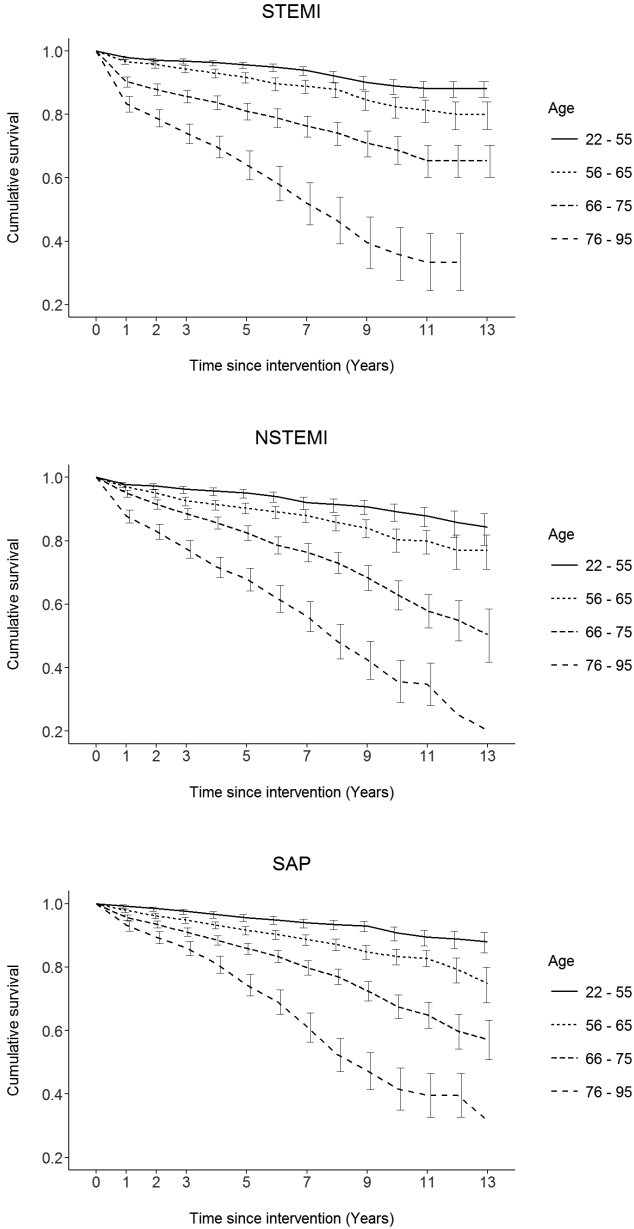 STEMI
1.0
0.8
0.6
0.4
0.2
Cumulative survival
0 1 2 3 5 7 9 11 13
Time since intervention (Years)
Age
22 - 55
56 - 65
66 - 75
76 - 95
NSTEMI
1.0
0.8
0.6
0.4
0.2
Cumulative survival
0 1 2 3 5 7 9 11 13
Time since intervention (Years)
Age
22 - 55
56 - 65
66 - 75
76 - 95
SAP
1.0
0.8
0.6
0.4
0.2
Cumulative survival
0 1 2 3 5 7 9 11 13
Time since intervention (Years)
Age
22 - 55
56 - 65
66 - 75
76 - 95